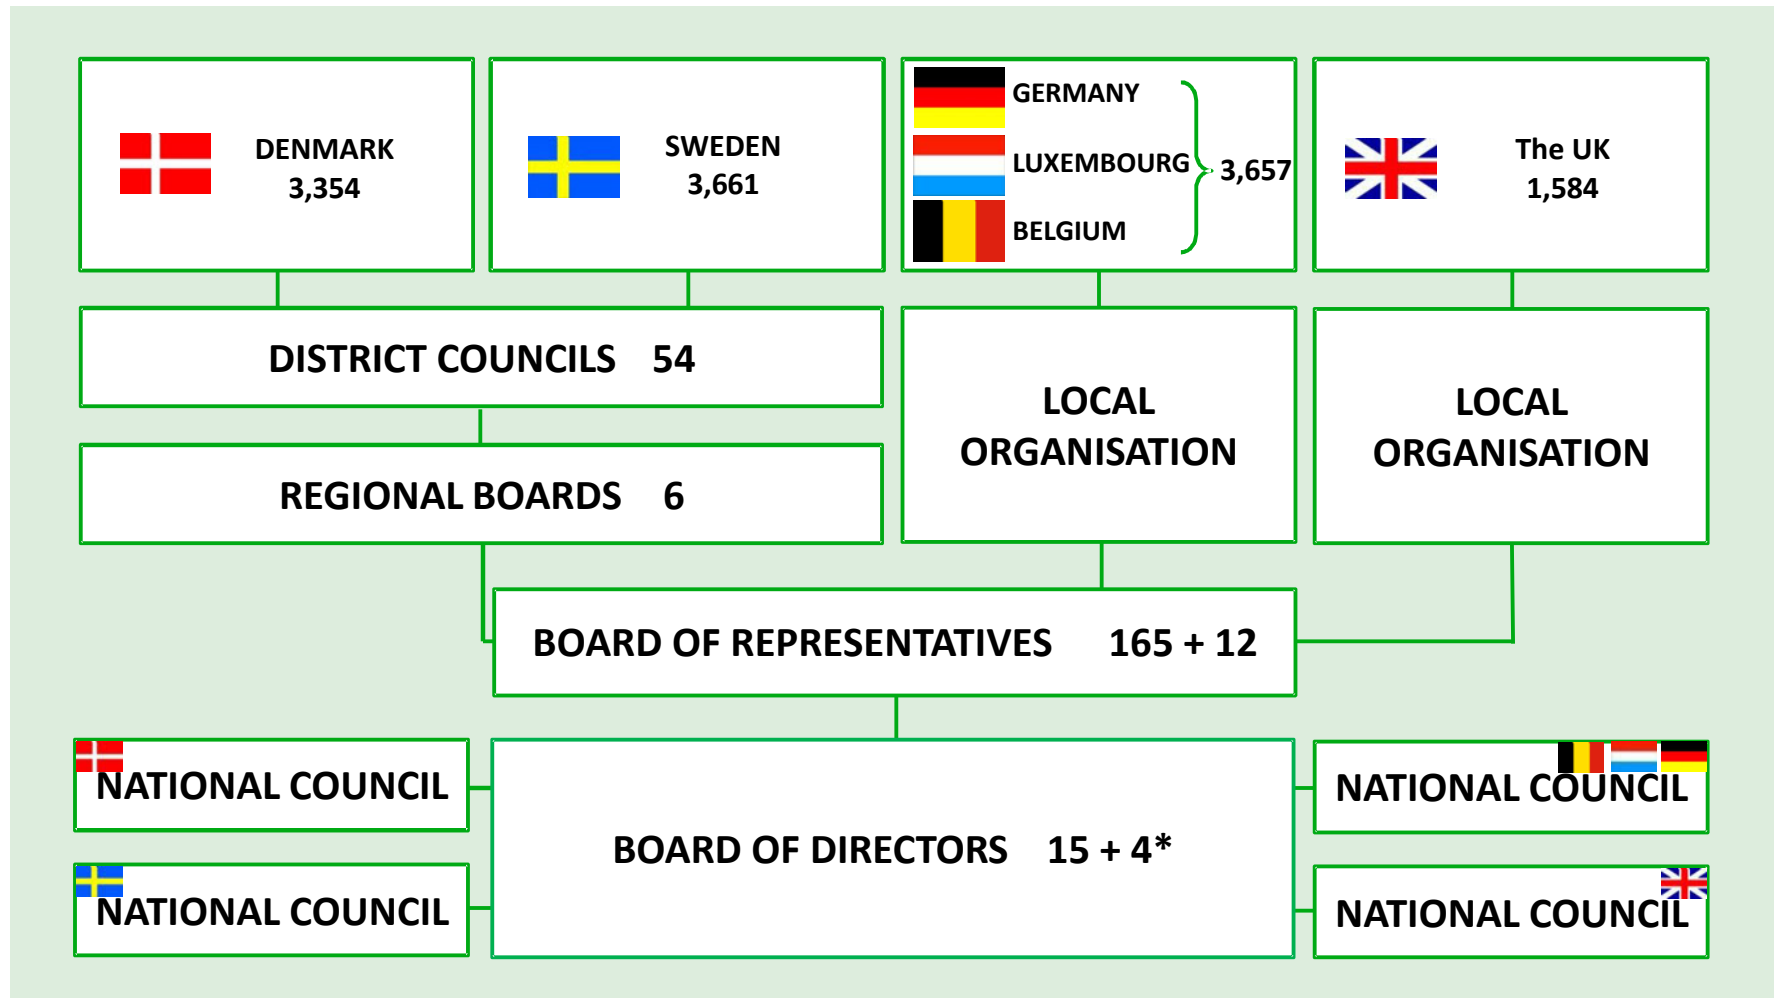 DENMARK
3,354
SWEDEN
3,661
GERMANY
LUXEMBOURG
BELGIUM
3,657
The UK
1,584
DISTRICT COUNCILS 54
REGIONAL BOARDS 6
LOCAL
ORGANISATION
LOCAL
ORGANISATION
BOARD OF REPRESENTATIVES 165 + 12
NATIONAL COUNCIL
NATIONAL COUNCIL
BOARD OF DIRECTORS 15 + 4*
NATIONAL COUNCIL
NATIONAL COUNCIL